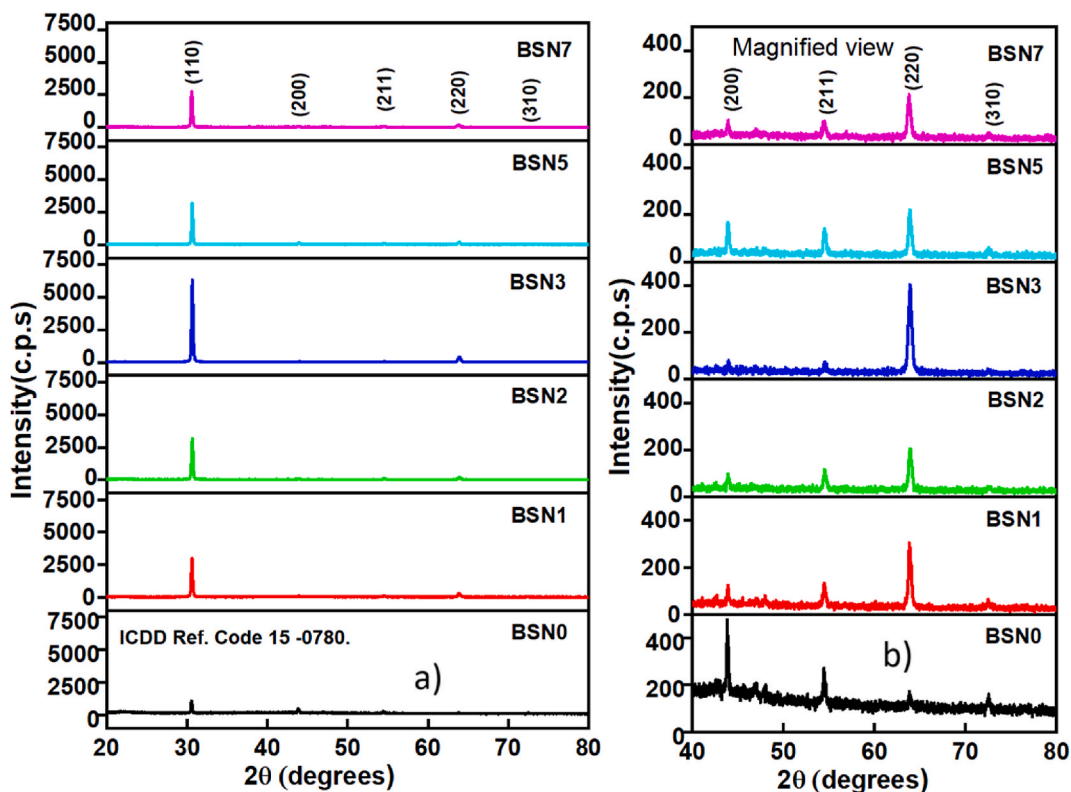 7500
5000
2500
0
BSN7
(110)
(200)
(211)
(220)
(310)
7500
5000
2500
0
BSN5
7500
5000
2500
0
BSN3
7500
5000
2500
0
BSN2
7500
5000
2500
0
BSN1
7500
5000
2500
0
BSN0
ICDD Ref. Code 15 -0780.
a)
Intensity(c.p.s)
20 30 40 50 60 70 80
2θ (degrees)
400
200
0
Magnified view
BSN7
(200)
(211)
(220)
(310)
400
200
0
BSN5
400
200
0
BSN3
400
200
0
BSN2
400
200
0
BSN1
400
200
0
BSN0
b)
Intensity(c.p.s)
40 50 60 70 80
2θ (degrees)